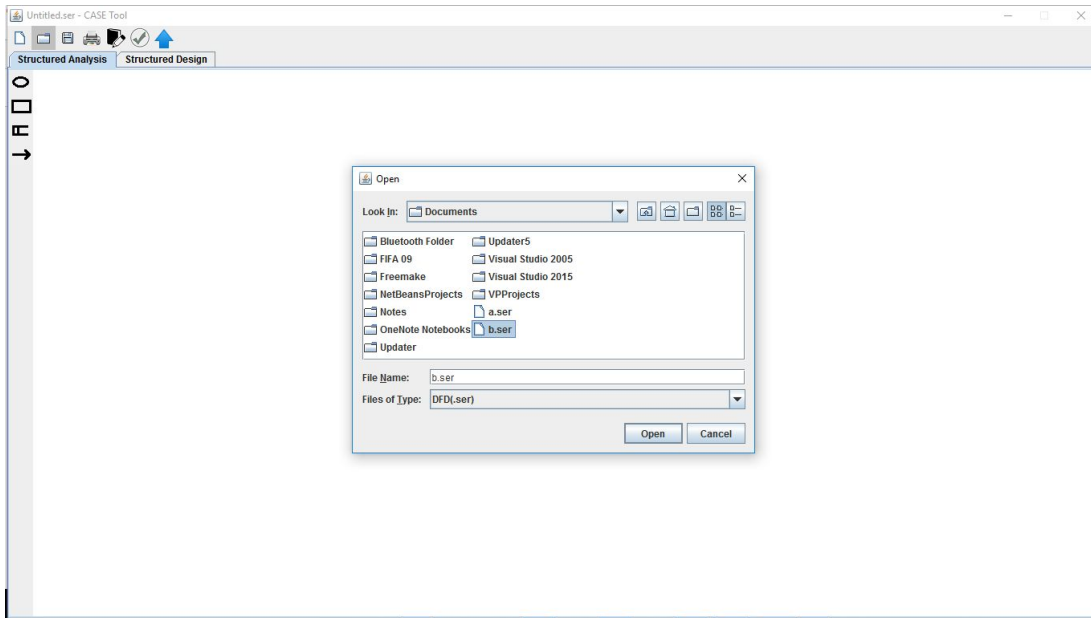 Untitled.ser - CASE Tool
Structured Analysis Structured Design
Open
Look In: Documents
Bluetooth Folder Updater5
FIFA 09 Visual Studio 2005
Freemake Visual Studio 2015
NetBeansProjects VPProjects
Notes a.ser
OneNote Notebooks b.ser
Updater
File Name: b.ser
Files of Type: DFD(.ser)
Open Cancel